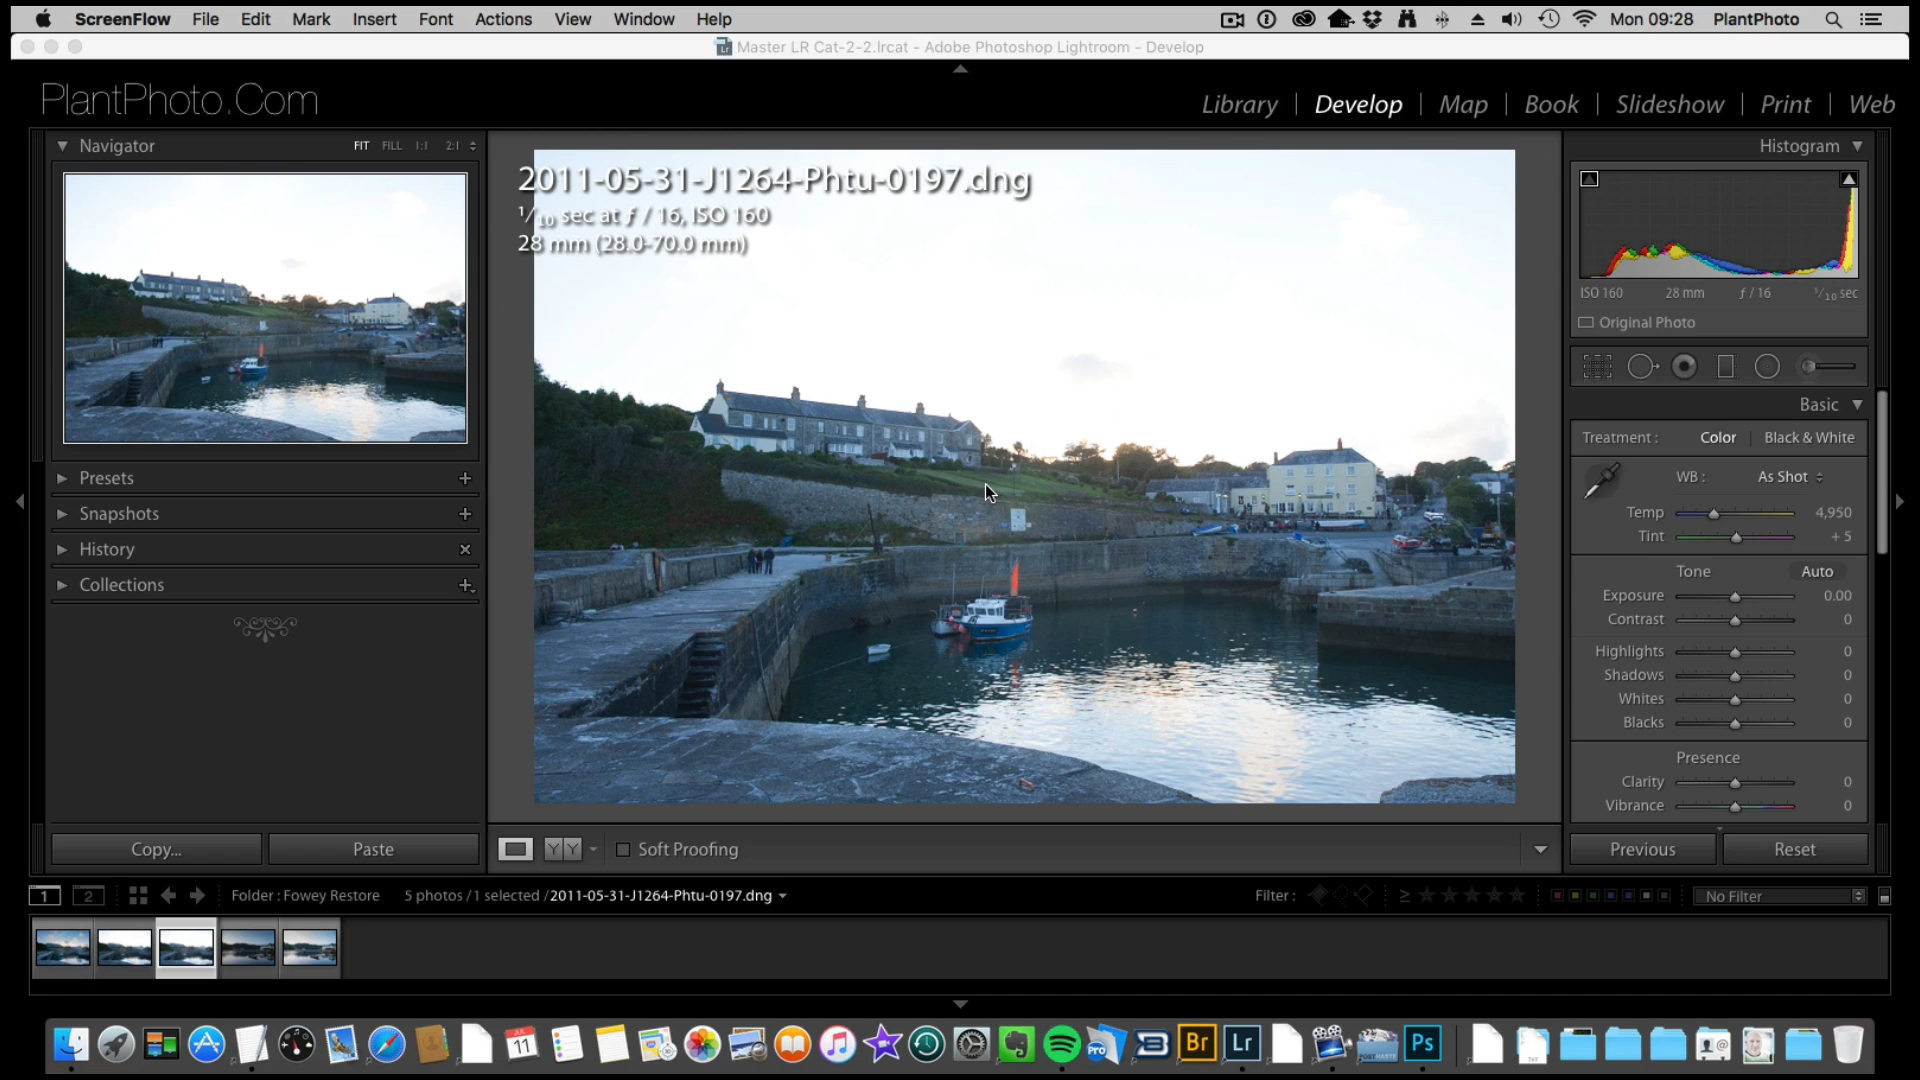 ScreenFlow File Edit Mark Insert Font Actions View Window Help Mon 09:28 PlantPhoto
Master LR Cat-2-2.lrcat - Adobe Photoshop Lightroom - Develop
PlantPhoto.Com
Library | Develop | Map | Book | Slideshow | Print | Web
Navigator FIT FILL 1:1 2:1
2011-05-31-J1264-Phtu-0197.dng
1/10 sec at ƒ / 16, ISO 160
28 mm (28.0-70.0 mm)
Histogram
ISO 160 28 mm ƒ / 16 1/10 sec
Original Photo
Basic
Treatment : Color Black & White
WB : As Shot
Temp 4,950
Tint + 5
Tone Auto
Exposure 0.00
Contrast 0
Highlights 0
Shadows 0
Whites 0
Blacks 0
Presence
Clarity 0
Vibrance 0
Presets
Snapshots
History
Collections
Copy... Paste
YY Soft Proofing
Previous Reset
1 2 Folder : Fowey Restore 5 photos / 1 selected / 2011-05-31-J1264-Phtu-0197.dng Filter : No Filter
JUL 11 Pro Br Lr POSTHASTE Ps TXT